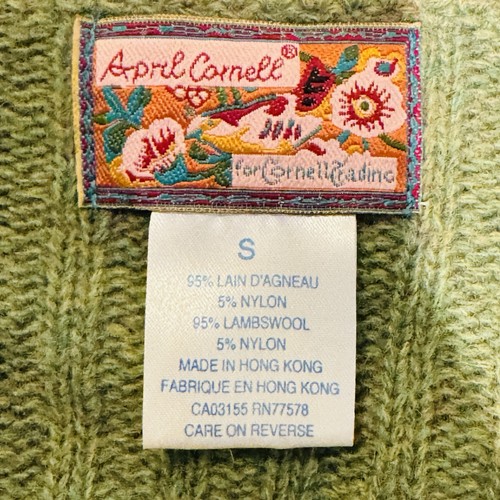 April Cornell®
for Cornell Trading
S
95% LAIN D'AGNEAU
5% NYLON
95% LAMBSWOOL
5% NYLON
MADE IN HONG KONG
FABRIQUE EN HONG KONG
CA03155 RN77578
CARE ON REVERSE